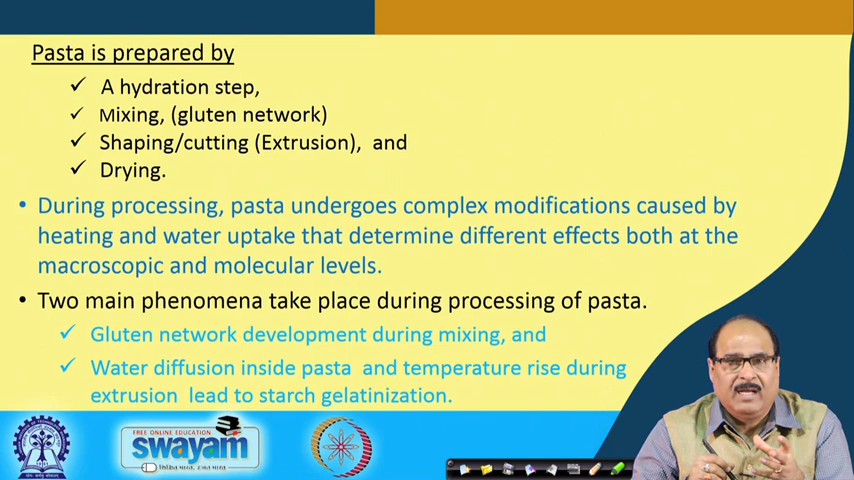 Pasta is prepared by
✓ A hydration step,
✓ Mixing, (gluten network)
✓ Shaping/cutting (Extrusion), and
✓ Drying.
• During processing, pasta undergoes complex modifications caused by
heating and water uptake that determine different effects both at the
macroscopic and molecular levels.
• Two main phenomena take place during processing of pasta.
✓ Gluten network development during mixing, and
✓ Water diffusion inside pasta and temperature rise during
extrusion lead to starch gelatinization.
FREE ONLINE EDUCATION
swayam